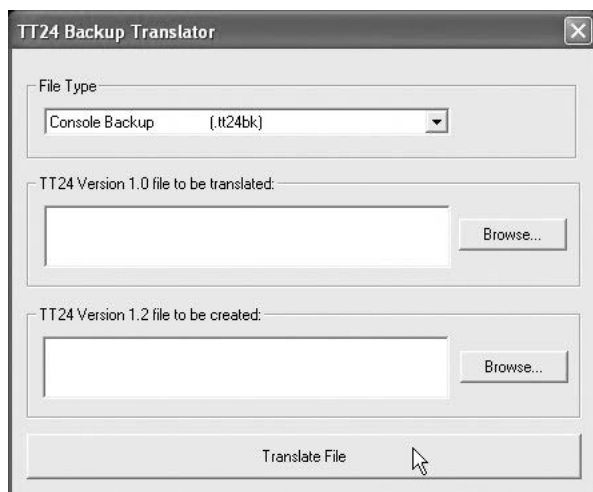 TT24 Backup Translator
File Type
Console Backup (.tt24bk)
TT24 Version 1.0 file to be translated:
Browse...
TT24 Version 1.2 file to be created:
Browse...
Translate File